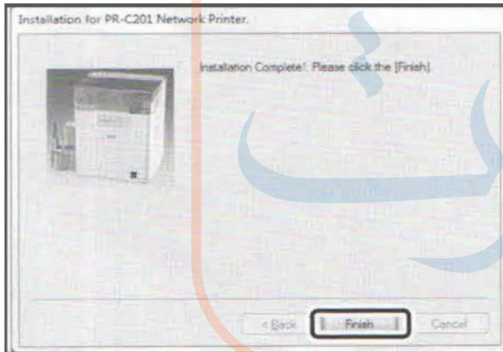 Installation for PR-C201 Network Printer.
Installation Complete!. Please click the [Finish]
< Back
Finish
Cancel